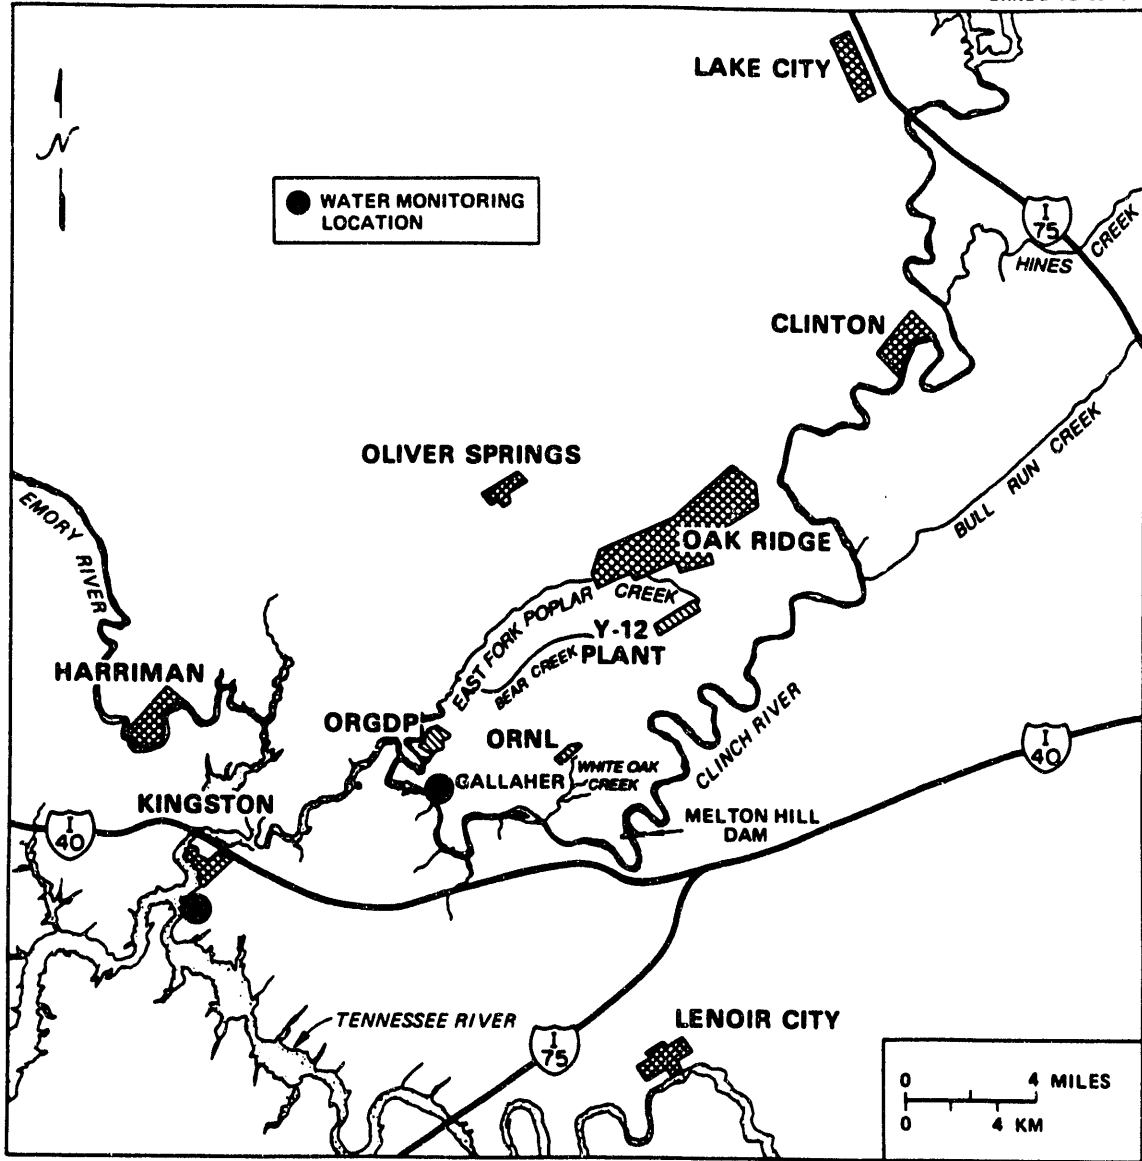 LAKE CITY
N
WATER MONITORING
LOCATION
I
75
HINES CREEK
CLINTON
OLIVER SPRINGS
BULL RUN CREEK
EMORY RIVER
OAK RIDGE
EAST FORK POPLAR CREEK
Y-12
PLANT
BEAR CREEK
HARRIMAN
ORGDP
ORNL
CLINCH RIVER
I
40
GALLAHER
WHITE OAK
CREEK
KINGSTON
MELTON HILL
DAM
I
40
TENNESSEE RIVER
LENOIR CITY
I
75
0 4 MILES
0 4 KM